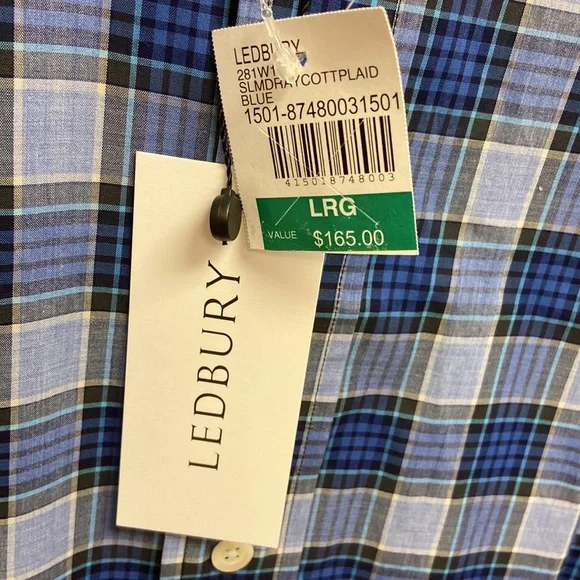 LEDBURY
281W1
SLMDRAYCOTTPLAID
BLUE
1501-87480031501
415018748003
LRG
VALUE $165.00
LEDBURY